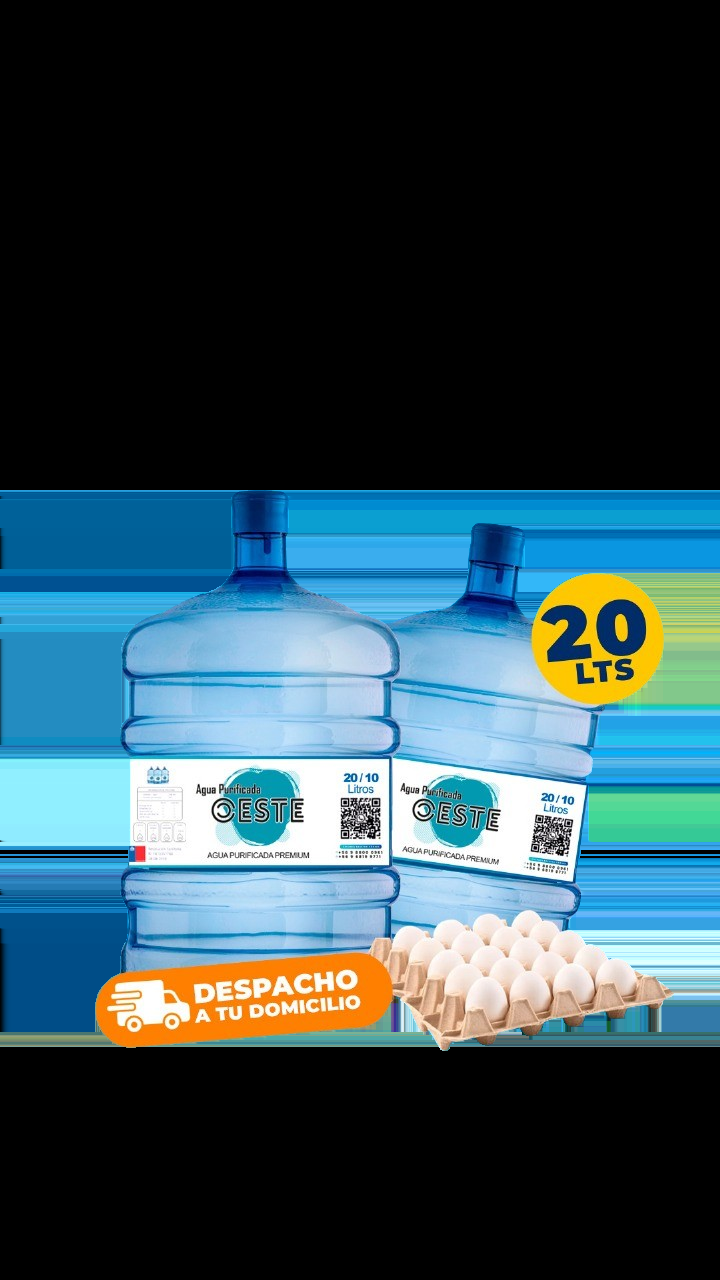 20
LTS
Agua Purificada
OESTE
20 / 10
Litros
AGUA PURIFICADA PREMIUM
Agua Purificada
OESTE
20 / 10
Litros
AGUA PURIFICADA PREMIUM
DESPACHO
A TU DOMICILIO